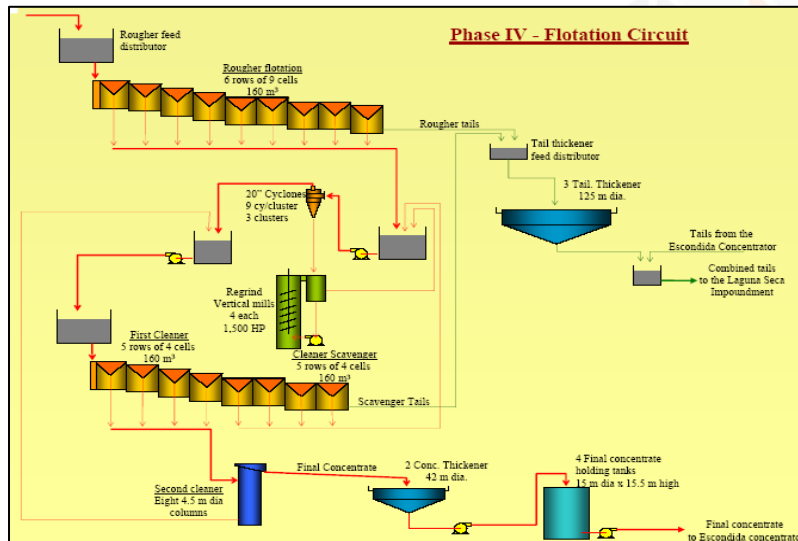 Phase IV - Flotation Circuit
Rougher feed
distributor
Rougher flotation
6 rows of 9 cells
160 m³
Rougher tails
Tail thickener
feed distributor
3 Tail. Thickener
125 m dia.
20" Cyclones
9 cy/cluster
3 clusters
Tails from the
Escondida Concentrator
Combined tails
to the Laguna Seca
Impoundment
Regrind
Vertical mills
4 each
1,500 HP
First Cleaner
5 rows of 4 cells
160 m³
Cleaner Scavenger
5 rows of 4 cells
160 m³
Scavenger Tails
Second cleaner
Eight 4.5 m dia
columns
Final Concentrate
2 Conc. Thickener
42 m dia.
4 Final concentrate
holding tanks
15 m dia x 15.5 m high
Final concentrate
to Escondida concentrato